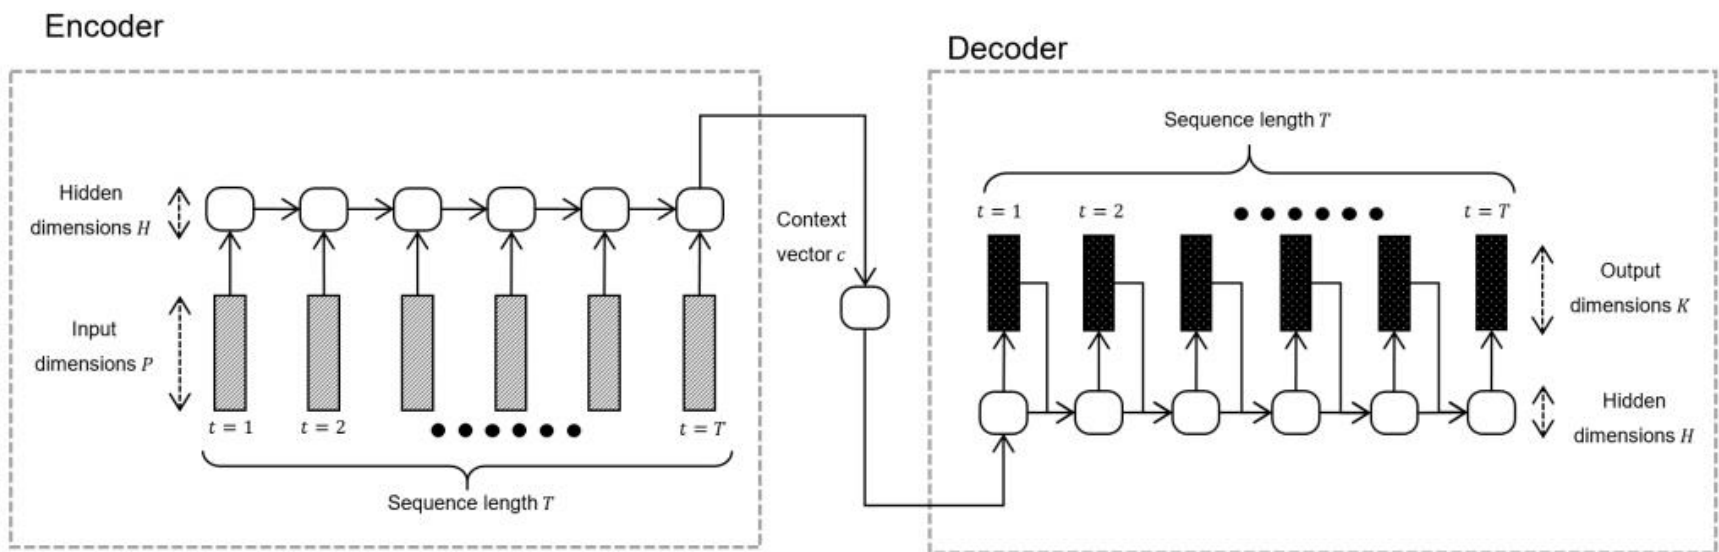 Encoder
Hidden
dimensions H
Input
dimensions P
t = 1
t = 2
t = T
Sequence length T
Context
vector c
Decoder
Sequence length T
t = 1
t = 2
t = T
Output
dimensions K
Hidden
dimensions H